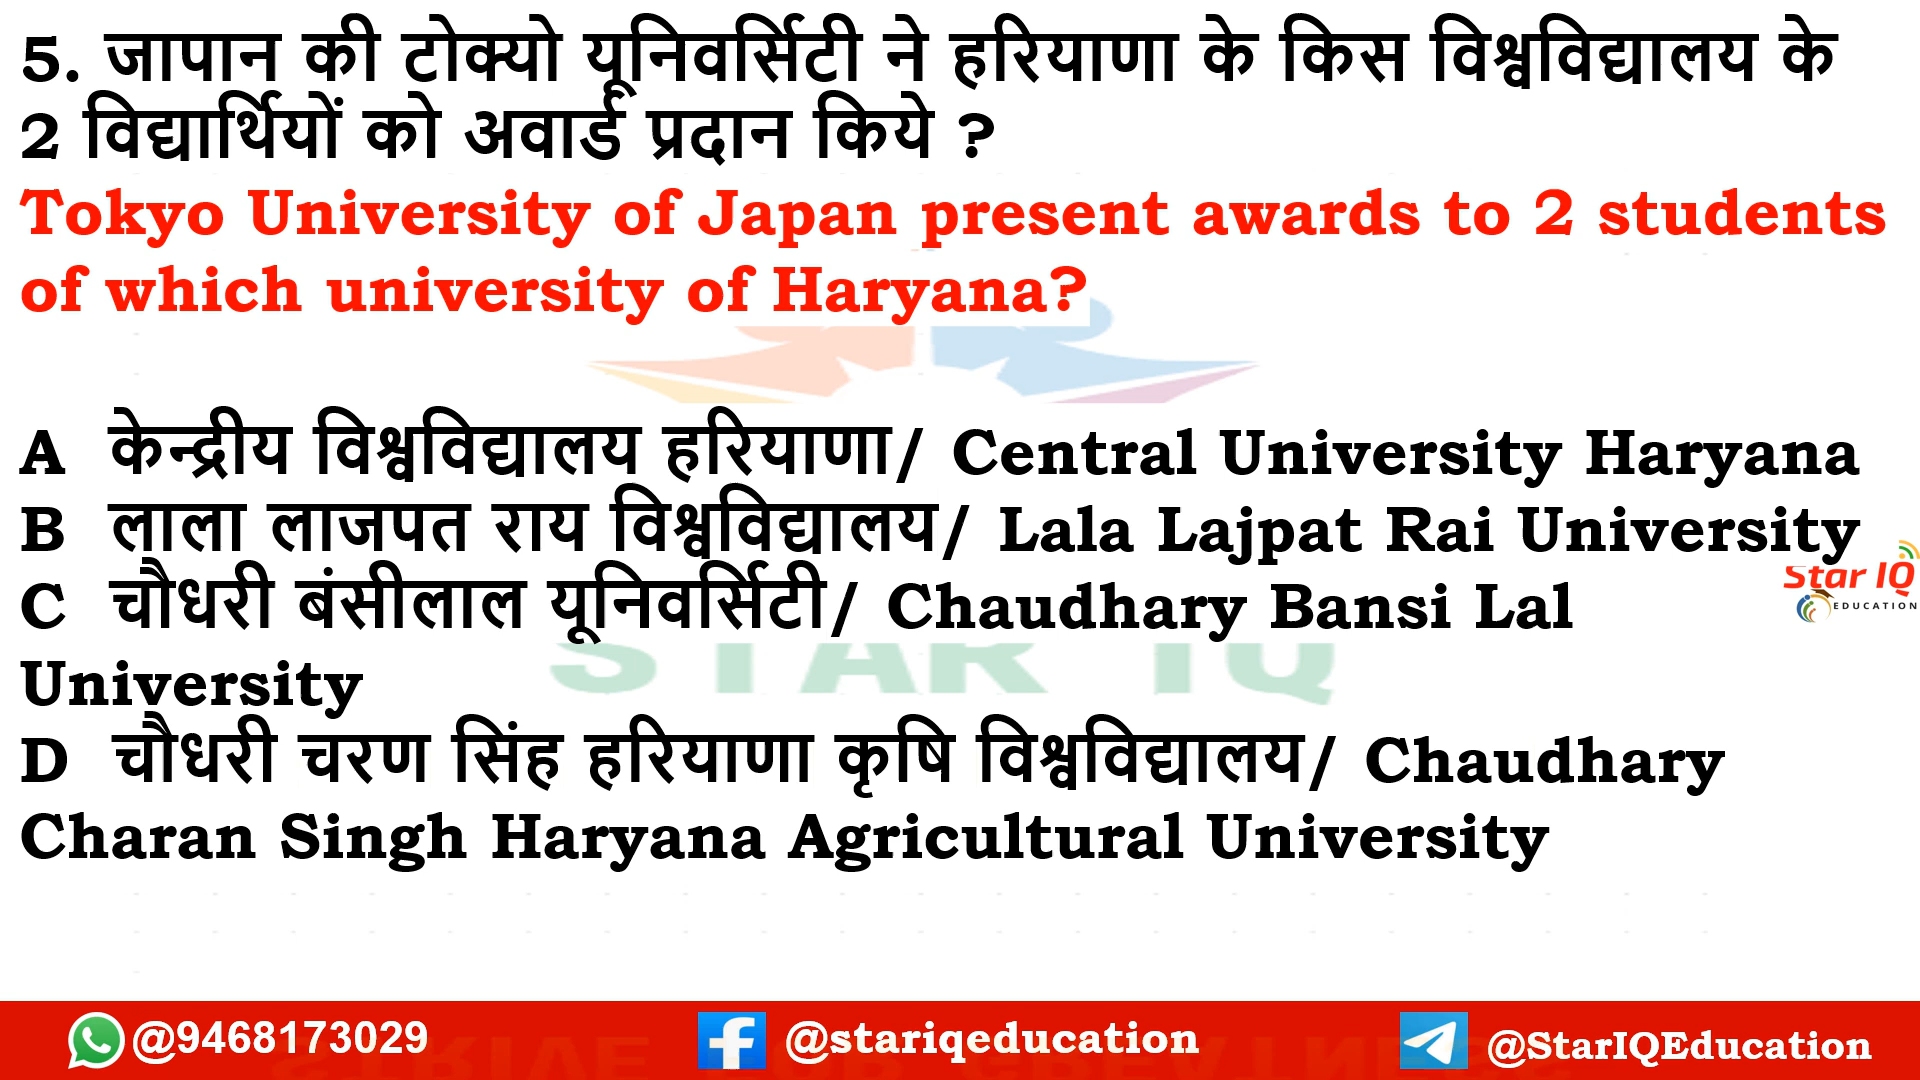 5. जापान की टोक्यो यूनिवर्सिटी ने हरियाणा के किस विश्वविद्यालय के
2 विद्यार्थियों को अवार्ड प्रदान किये ?
Tokyo University of Japan present awards to 2 students
of which university of Haryana?
A केन्द्रीय विश्वविद्यालय हरियाणा/ Central University Haryana
B लाला लाजपत राय विश्वविद्यालय/ Lala Lajpat Rai University
C चौधरी बंसीलाल यूनिवर्सिटी/ Chaudhary Bansi Lal
University
D चौधरी चरण सिंह हरियाणा कृषि विश्वविद्यालय/ Chaudhary
Charan Singh Haryana Agricultural University
Star IQ
EDUCATION
STAR IQ
@9468173029
@stariqeducation
@StarIQEducation